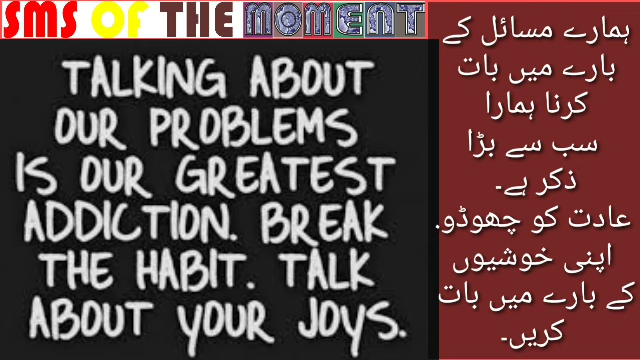 SMS OF THE MOMENT
TALKING ABOUT
OUR PROBLEMS
IS OUR GREATEST
ADDICTION. BREAK
THE HABIT. TALK
ABOUT YOUR JOYS.
ہمارے مسائل کے
بارے میں بات
کرنا ہمارا
سب سے بڑا
ذکر ہے۔
عادت کو چھوڈو.
اپنی خوشیوں
کے بارے میں بات
کریں۔